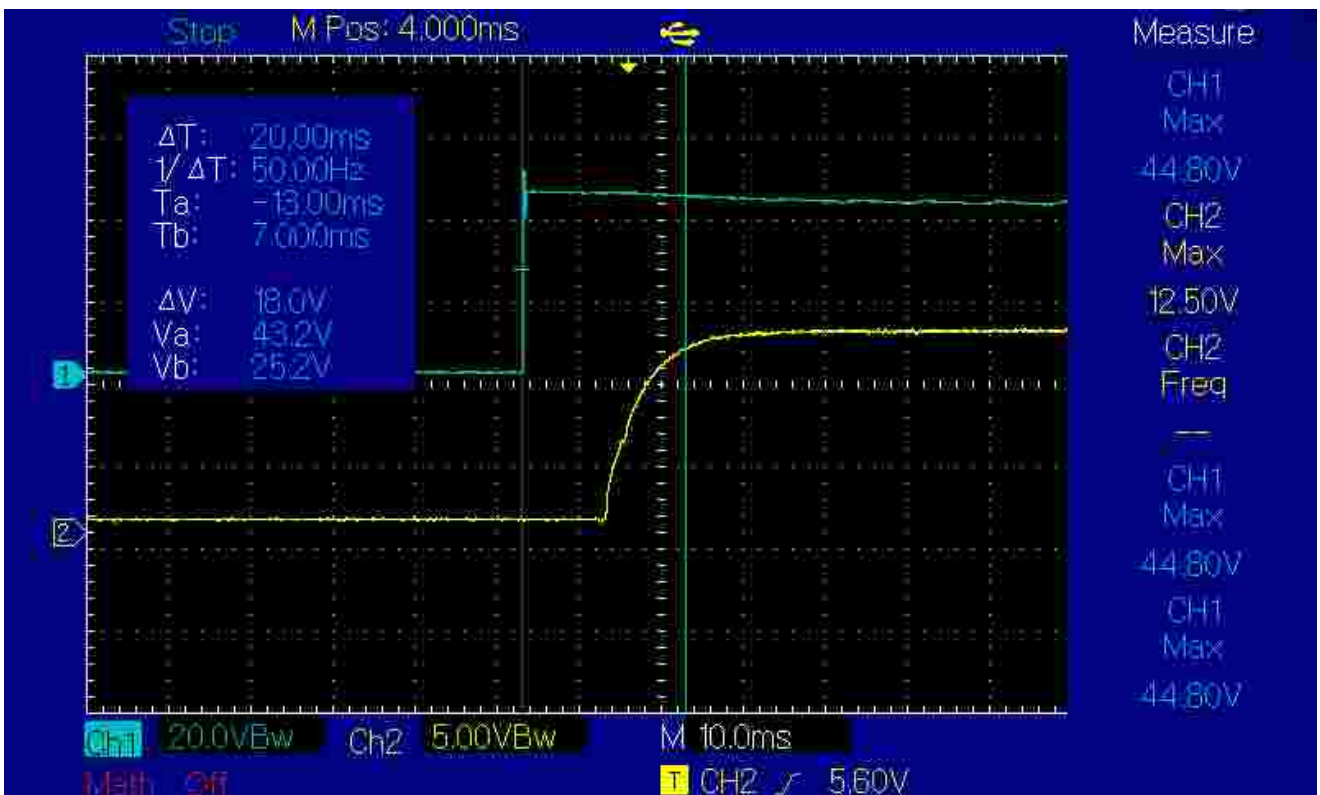 Stop M Pos: 4.000ms Measure
CH1
Max
44.80V
CH2
Max
12.50V
CH2
Freq
CH1
Max
44.80V
CH1
Max
44.80V
ΔT: 20.00ms
1/ΔT: 50.00Hz
Ta: -13.00ms
Tb: 7.000ms
ΔV: 18.0V
Va: 43.2V
Vb: 25.2V
1
2
Ch1 20.0VBw Ch2 5.00VBw M 10.0ms
Math Off T CH2 5.60V